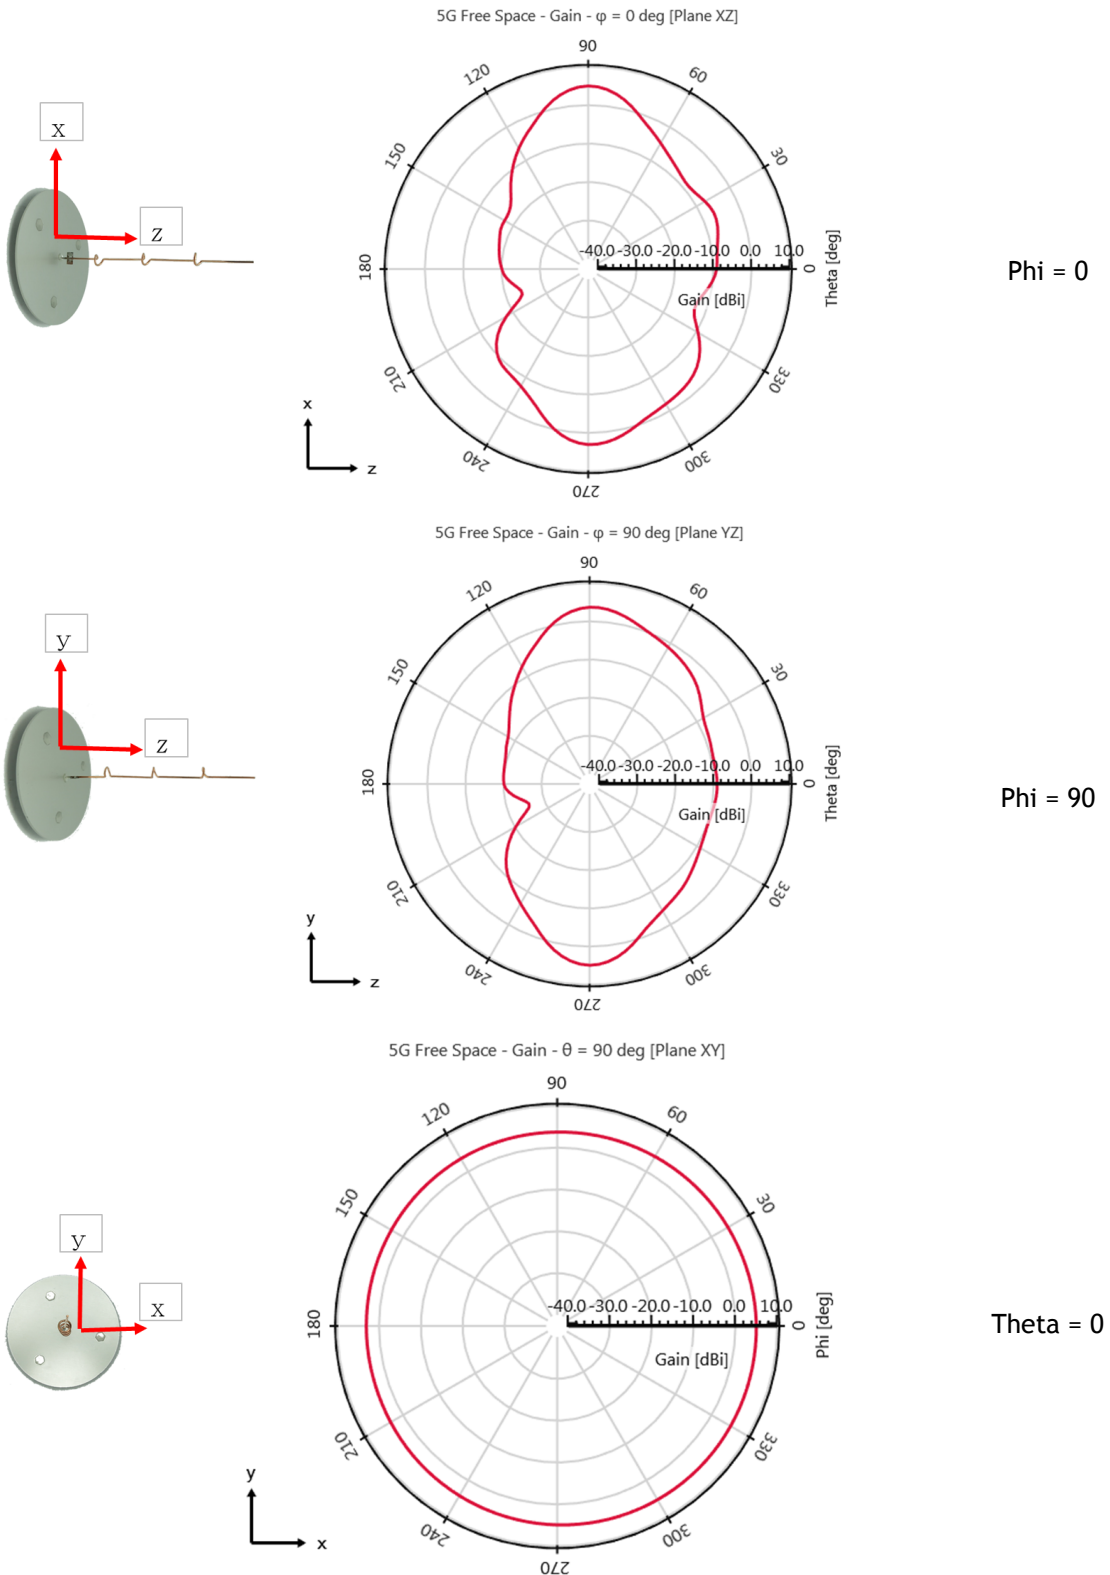 5G Free Space - Gain - φ = 0 deg [Plane XZ]
90
120
60
150
30
180
-40.0 -30.0 -20.0 -10.0 0.0 10.0
0
Gain [dBi]
Theta [deg]
210
330
240
300
270
x
z
X
Z
Phi = 0
5G Free Space - Gain - φ = 90 deg [Plane YZ]
90
120
60
150
30
180
-40.0 -30.0 -20.0 -10.0 0.0 10.0
0
Gain [dBi]
Theta [deg]
210
330
240
300
270
y
z
y
Z
Phi = 90
5G Free Space - Gain - θ = 90 deg [Plane XY]
90
120
60
150
30
180
-40.0 -30.0 -20.0 -10.0 0.0 10.0
0
Gain [dBi]
Phi [deg]
210
330
240
300
270
y
x
y
X
Theta = 0